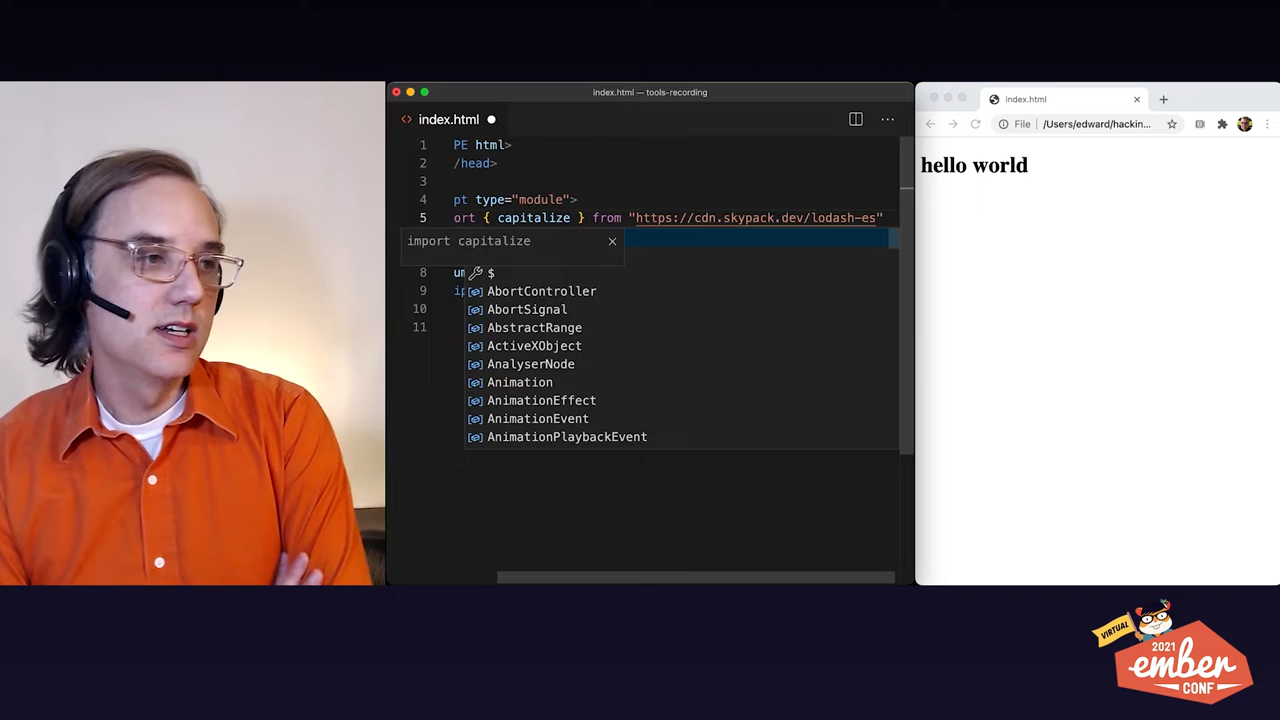 index.html — tools-recording
index.html
1 PE html>
2 /head>
3
4 pt type="module">
5 ort { capitalize } from "https://cdn.skypack.dev/lodash-es"
import capitalize
8 um $
9 ip AbortController
10 AbortSignal
11 AbstractRange
ActiveXObject
AnalyserNode
Animation
AnimationEffect
AnimationEvent
AnimationPlaybackEvent
index.html
File /Users/edward/hackin...
hello world
VIRTUAL
2021
ember
CONF